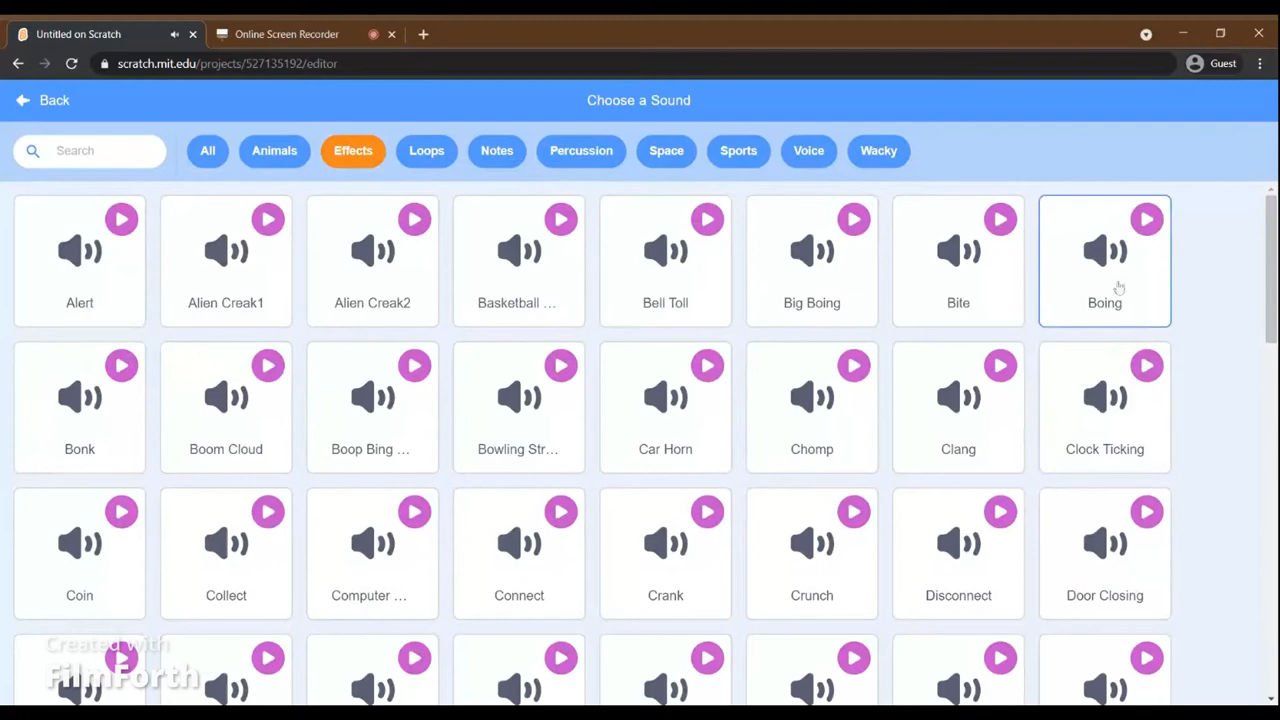 Untitled on Scratch
Online Screen Recorder
scratch.mit.edu/projects/527135192/editor
Guest
Back
Choose a Sound
Search
All
Animals
Effects
Loops
Notes
Percussion
Space
Sports
Voice
Wacky
Alert
Alien Creak1
Alien Creak2
Basketball ...
Bell Toll
Big Boing
Bite
Boing
Bonk
Boom Cloud
Boop Bing ...
Bowling Str...
Car Horn
Chomp
Clang
Clock Ticking
Coin
Collect
Computer ...
Connect
Crank
Crunch
Disconnect
Door Closing
Created with
FilmForth